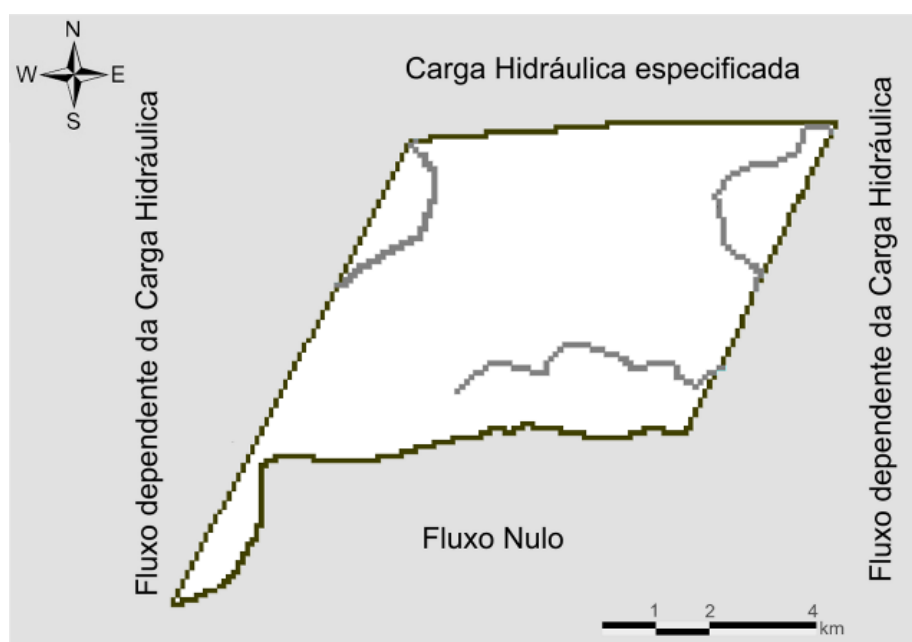 N
W E
S
Carga Hidráulica especificada
Fluxo dependente da Carga Hidráulica
Fluxo dependente da Carga Hidráulica
Fluxo Nulo
1 2 4
km